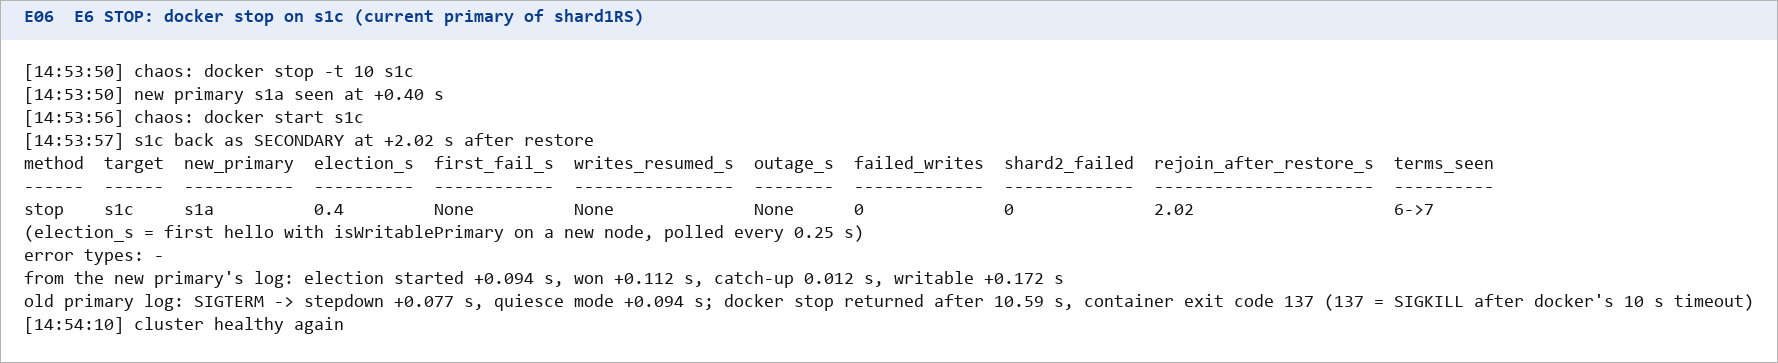 E06  E6 STOP: docker stop on s1c (current primary of shard1RS)
[14:53:50] chaos: docker stop -t 10 s1c
[14:53:50] new primary s1a seen at +0.40 s
[14:53:56] chaos: docker start s1c
[14:53:57] s1c back as SECONDARY at +2.02 s after restore
method  target  new_primary  election_s  first_fail_s  writes_resumed_s  outage_s  failed_writes  shard2_failed  rejoin_after_restore_s  terms_seen
------  ------  -----------  ----------  ------------  ----------------  --------  -------------  -------------  ----------------------  ----------
stop    s1c     s1a          0.4         None          None              None      0              0              2.02                    6->7
(election_s = first hello with isWritablePrimary on a new node, polled every 0.25 s)
error types: -
from the new primary's log: election started +0.094 s, won +0.112 s, catch-up 0.012 s, writable +0.172 s
old primary log: SIGTERM -> stepdown +0.077 s, quiesce mode +0.094 s; docker stop returned after 10.59 s, container exit code 137 (137 = SIGKILL after docker's 10 s timeout)
[14:54:10] cluster healthy again